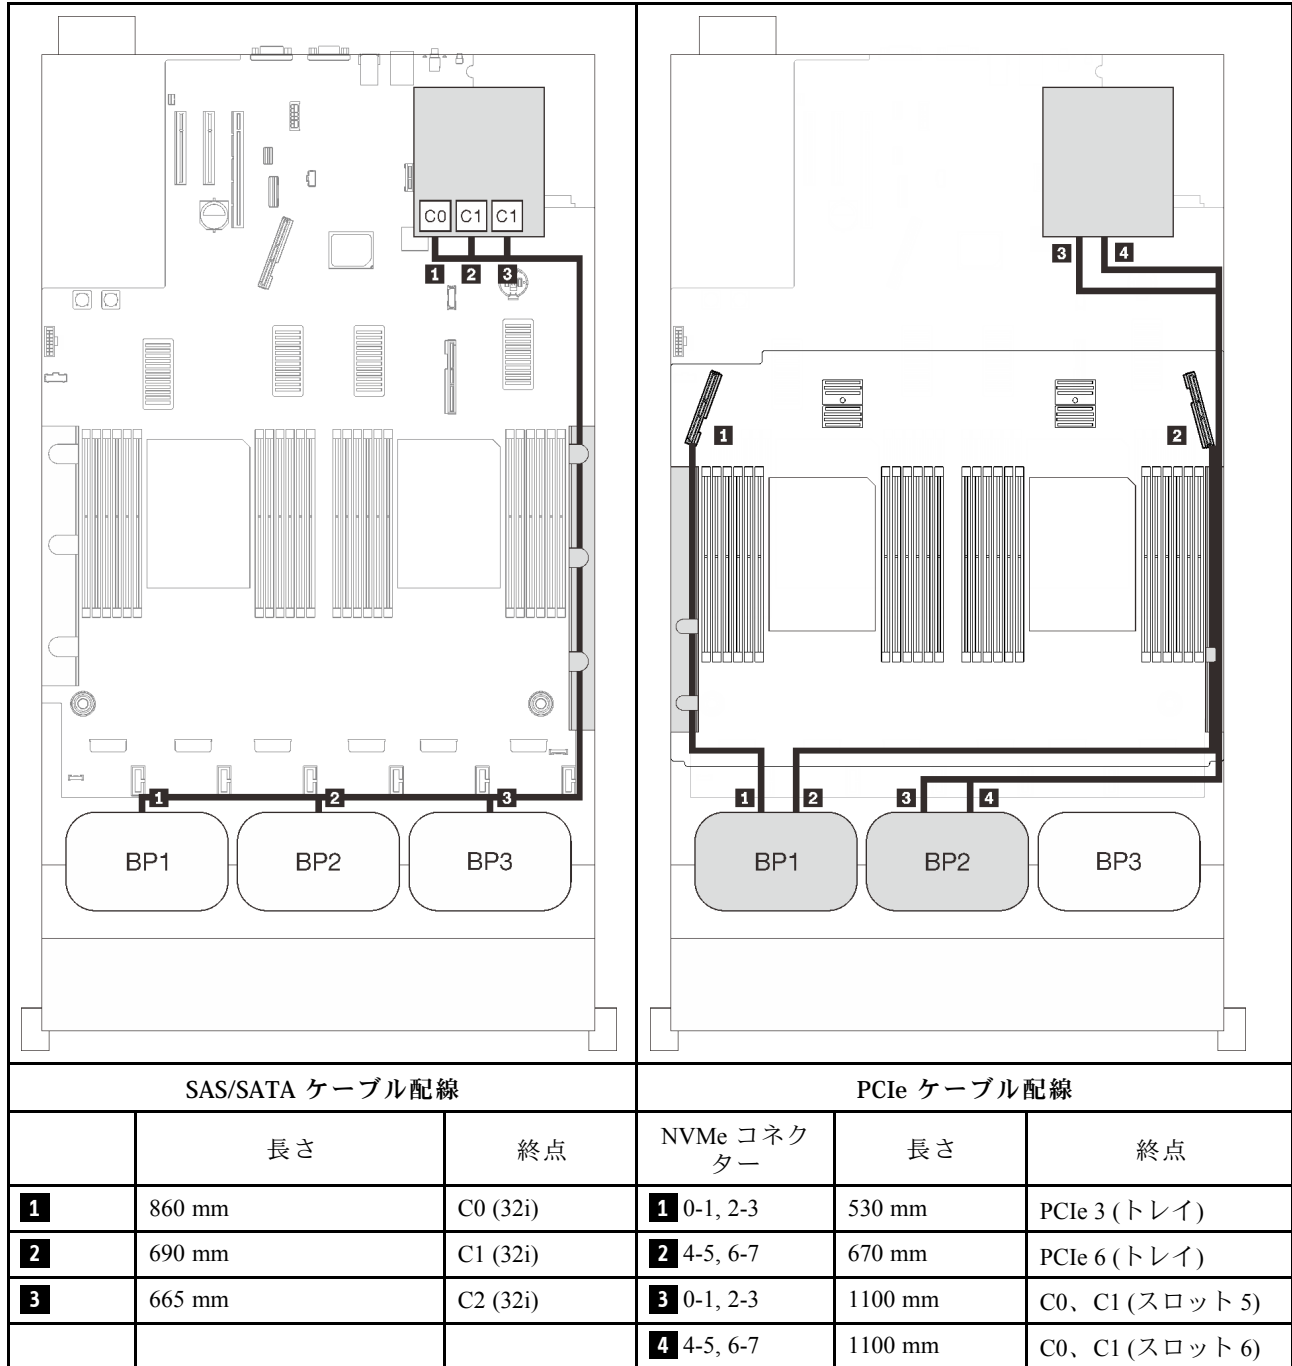 C0 C1 C1
1 2 3
1 2 3
BP1 BP2 BP3
3 4
1 2
1 2 3 4
BP1 BP2 BP3
SAS/SATA ケーブル配線
PCIe ケーブル配線
長さ 終点
NVMe コネク
ター
長さ 終点
1 860 mm C0 (32i)
1 0-1, 2-3 530 mm PCIe 3 (トレイ)
2 690 mm C1 (32i)
2 4-5, 6-7 670 mm PCIe 6 (トレイ)
3 665 mm C2 (32i)
3 0-1, 2-3 1100 mm C0、C1 (スロット 5)
4 4-5, 6-7 1100 mm C0、C1 (スロット 6)